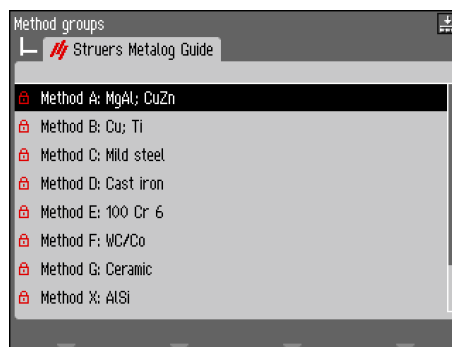 Method groups
Struers Metalog Guide
Method A: MgAl; CuZn
Method B: Cu; Ti
Method C: Mild steel
Method D: Cast iron
Method E: 100 Cr 6
Method F: WC/Co
Method G: Ceramic
Method X: AlSi